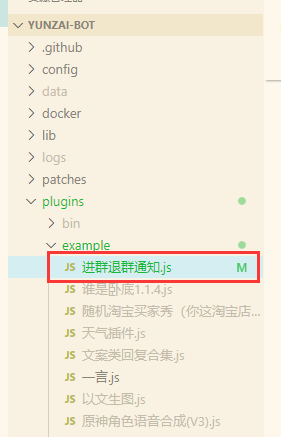 YUNZAI-BOT
.github
config
data
docker
lib
logs
patches
plugins
bin
example
JS 进群退群通知.js M
JS 谁是卧底1.1.4.js
JS 随机淘宝买家秀（你这淘宝店...
JS 天气插件.js
JS 文案类回复合集.js
JS 一言.js
JS 以文生图.js
JS 原神角色语音合成(V3).js